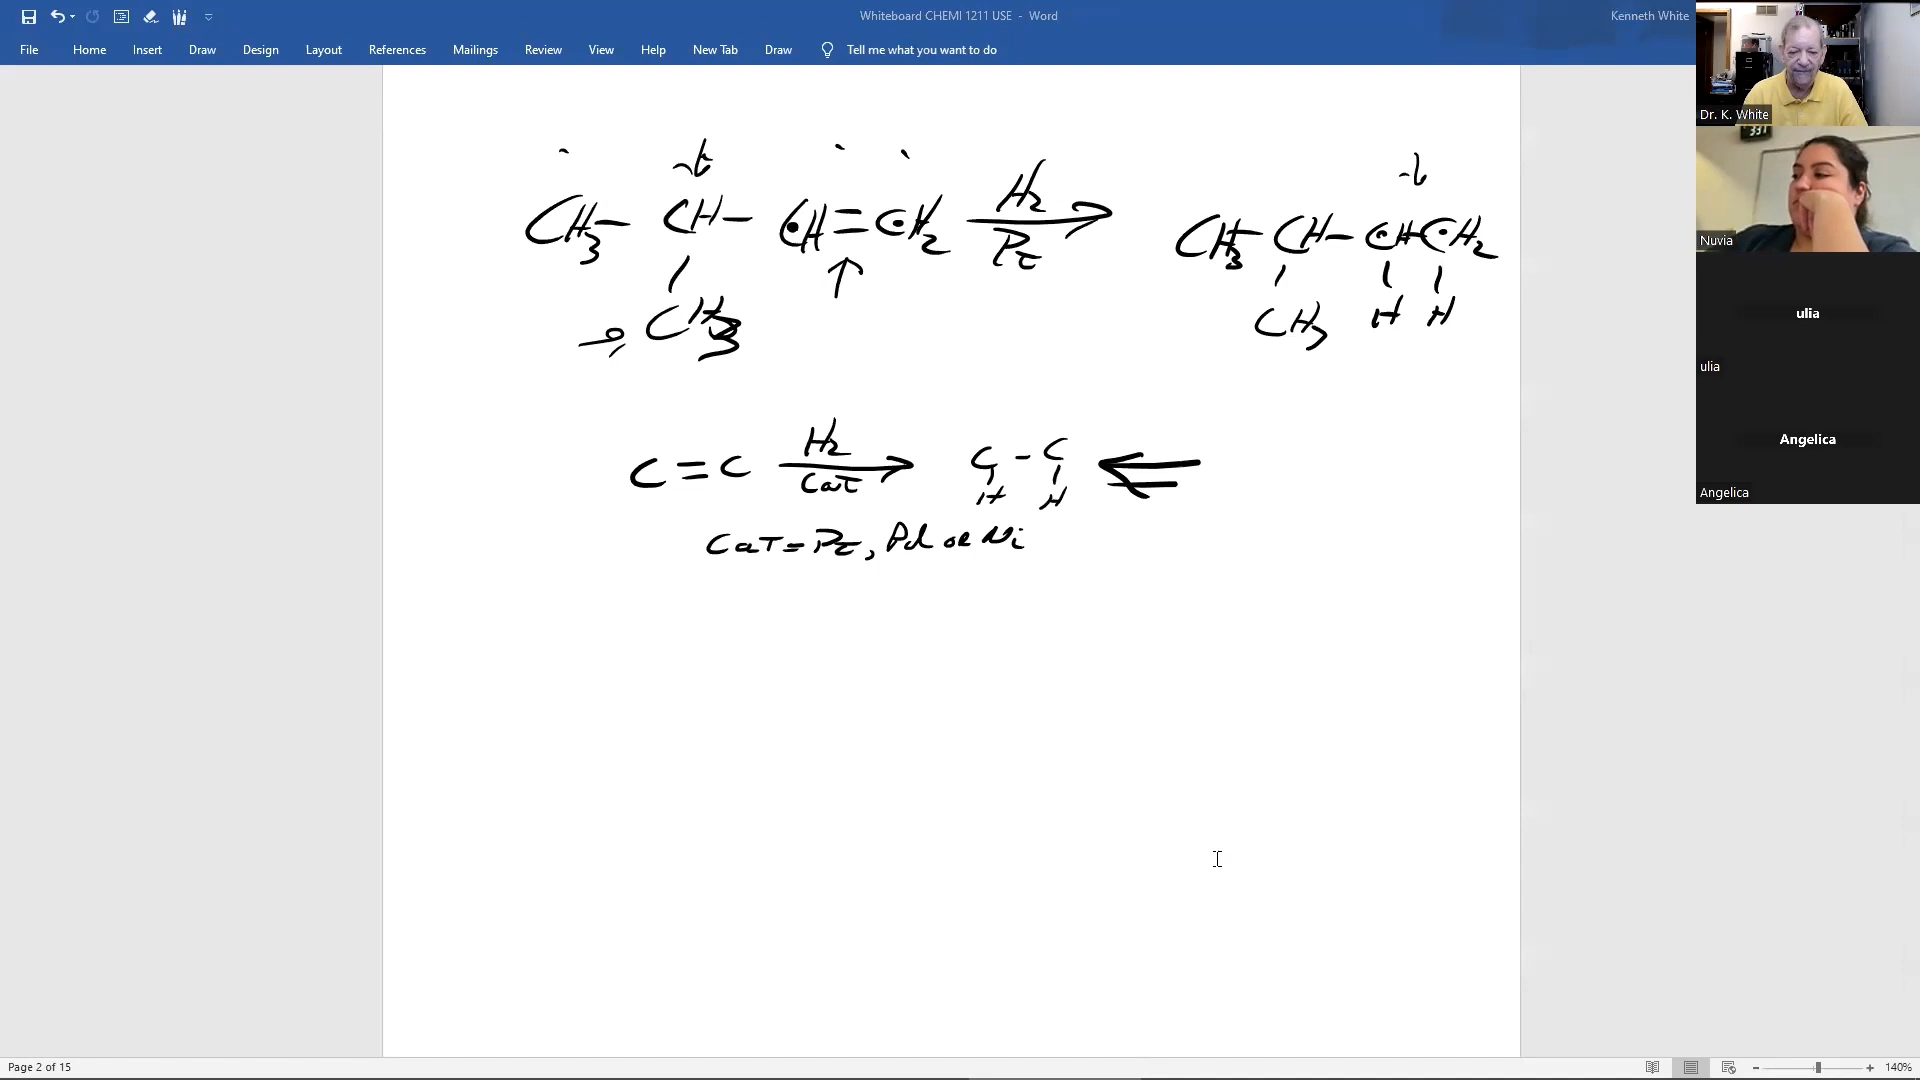 Whiteboard CHEMI 1211 USE - Word
Kenneth White
File Home Insert Draw Design Layout References Mailings Review View Help New Tab Draw Tell me what you want to do
Dr. K. White
331
Nuvia
ulia
ulia
Angelica
Angelica
CH3- CH- CH=CH2 H2 Pt CH3-CH-CH-CH2
CH3 CH3 H H
C=C H2 Cat C-C
H H
Cat=Pt, Pd or Ni
Page 2 of 15
140%